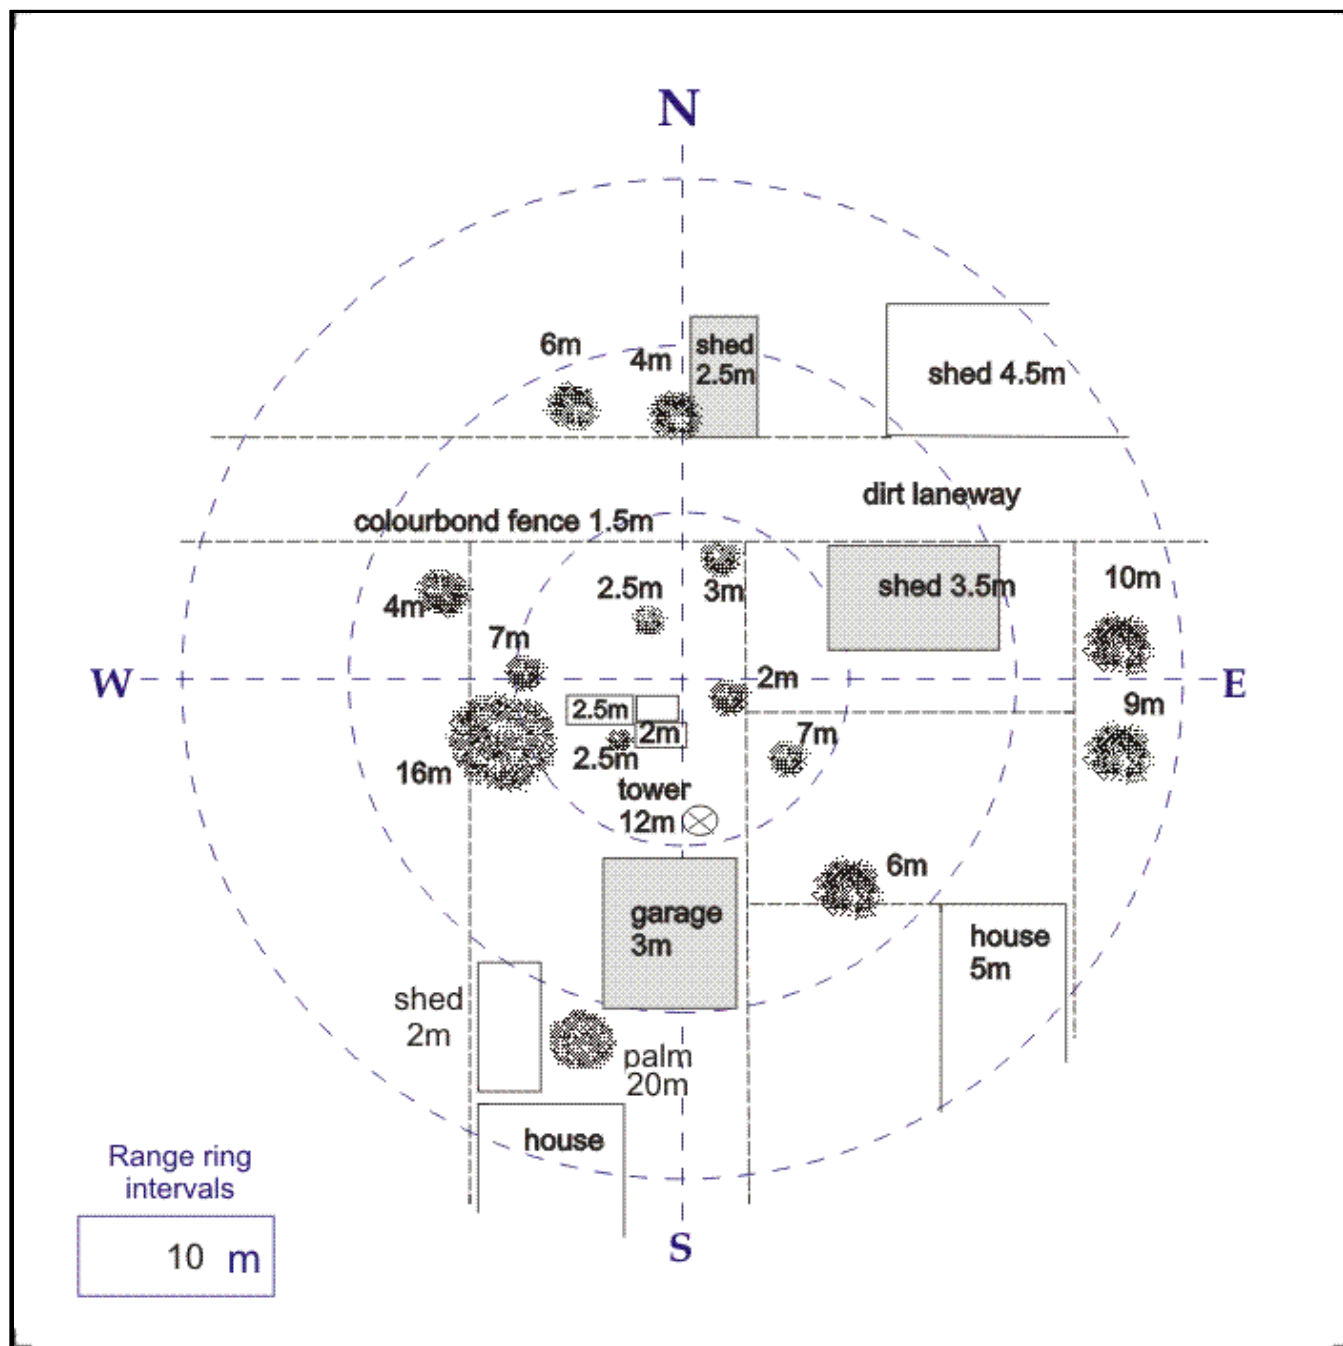 N
6m
4m
shed
2.5m
shed 4.5m
dirt laneway
colourbond fence 1.5m
4m
2.5m
3m
shed 3.5m
10m
7m
W
E
2m
2.5m
2m
9m
7m
2.5m
16m
tower
12m
6m
garage
3m
house
5m
shed
2m
palm
20m
house
Range ring
intervals
10 m
S